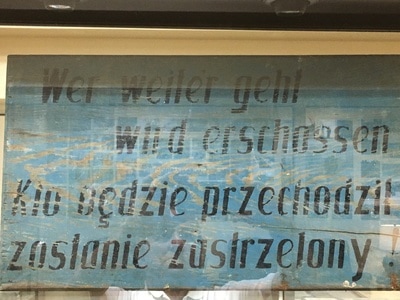 Wer weiter geht
wird erschossen
Kto będzie przechodził
zostanie zastrzelony !